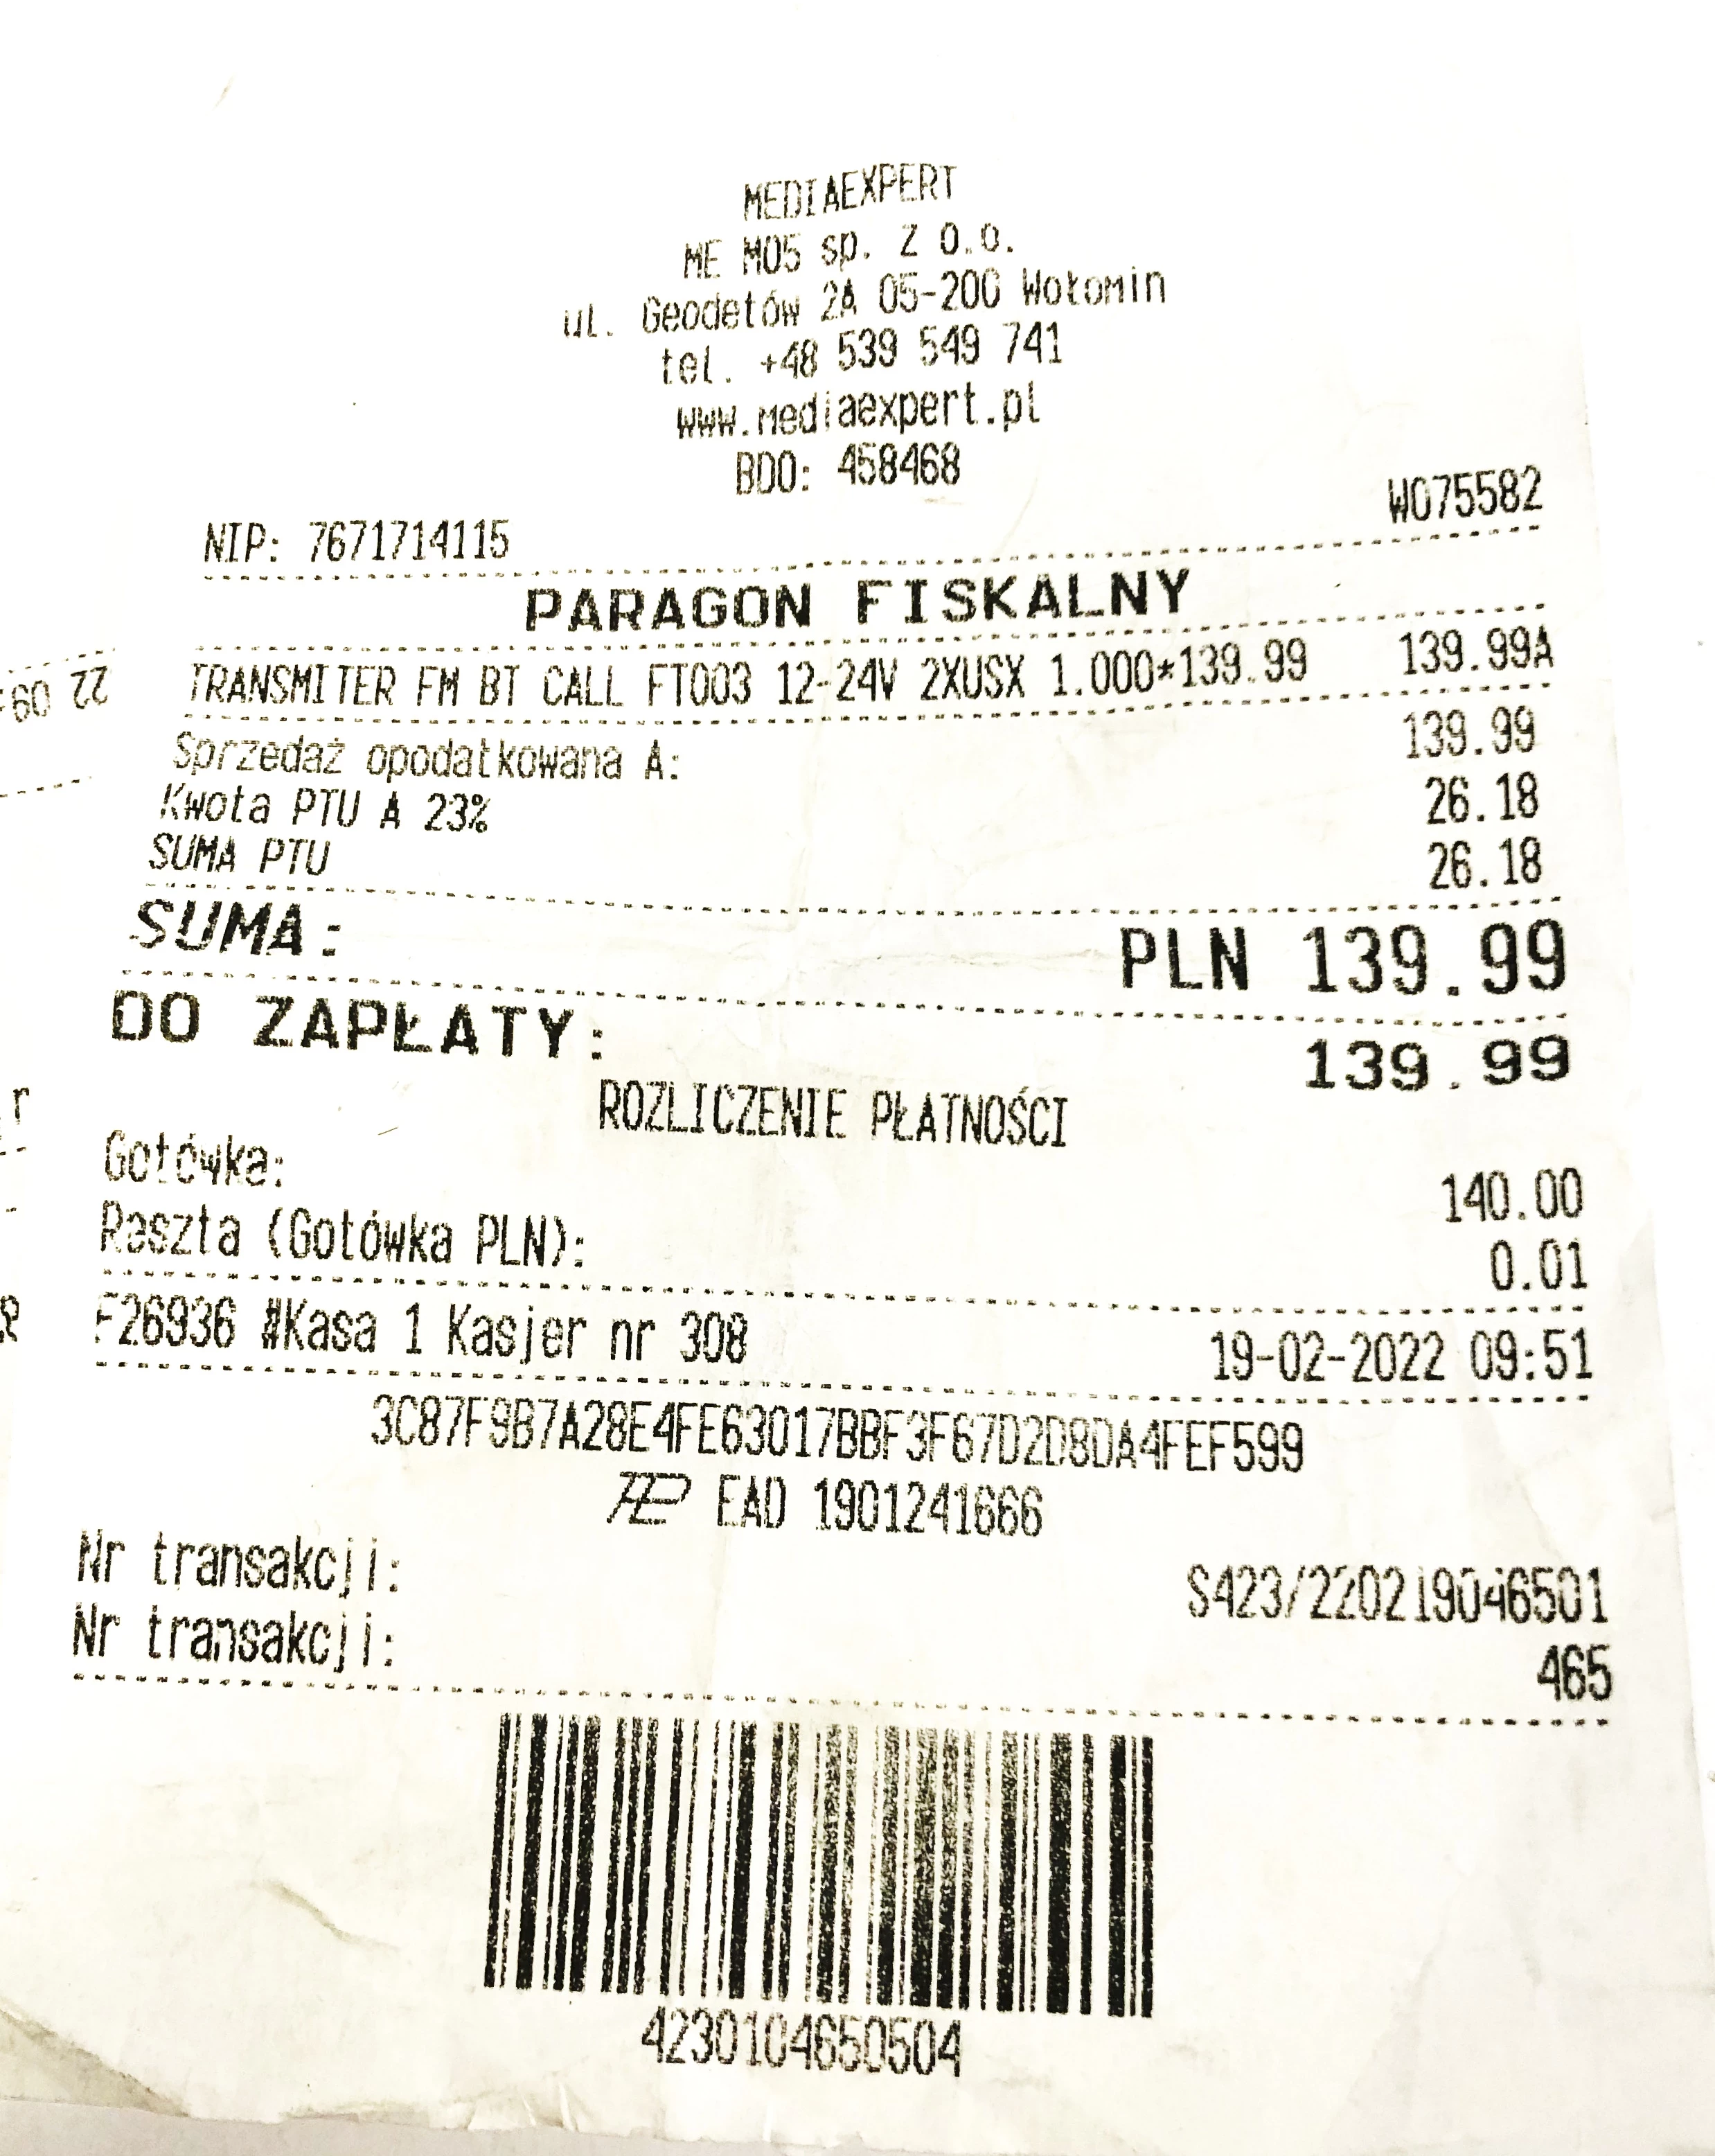 MEDIAEXPERT
ME M05 sp. Z o.o.
ul. Geodetów 2A 05-200 Wołomin
tel. +48 539 549 741
www.mediaexpert.pl
BDO: 458468
NIP: 7671714115 W075582
PARAGON FISKALNY
TRANSMITER FM BT CALL FT003 12-24V 2XUSX 1.000*139.99 139.99A
Sprzedaż opodatkowana A: 139.99
Kwota PTU A 23% 26.18
SUMA PTU 26.18
SUMA: PLN 139.99
DO ZAPŁATY: 139.99
ROZLICZENIE PŁATNOŚCI
Gotówka: 140.00
Reszta (Gotówka PLN): 0.01
F26936 #Kasa 1 Kasjer nr 308 19-02-2022 09:51
3C87F9B7A28E4FE63017BBF3F67D2D8DA4FEF599
EAD 1901241666
Nr transakcji: S423/220219046501
Nr transakcji: 465
4230104650504
22 09: